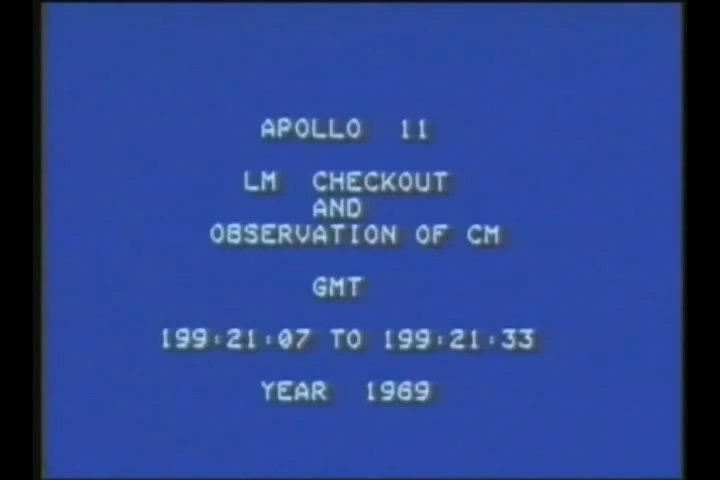 APOLLO 11
LM CHECKOUT
AND
OBSERVATION OF CM
GMT
199:21:07 TO 199:21:33
YEAR 1969